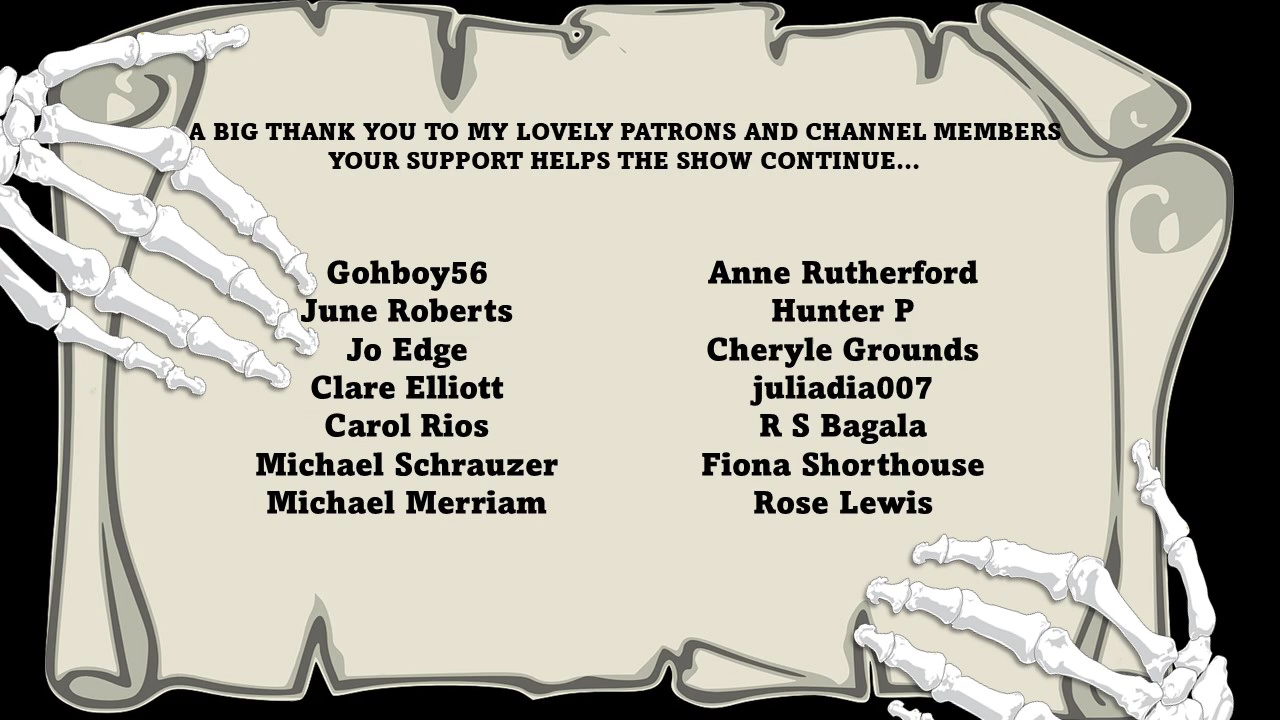 A BIG THANK YOU TO MY LOVELY PATRONS AND CHANNEL MEMBERS
YOUR SUPPORT HELPS THE SHOW CONTINUE...
Gohboy56
June Roberts
Jo Edge
Clare Elliott
Carol Rios
Michael Schrauzer
Michael Merriam
Anne Rutherford
Hunter P
Cheryle Grounds
juliadia007
R S Bagala
Fiona Shorthouse
Rose Lewis